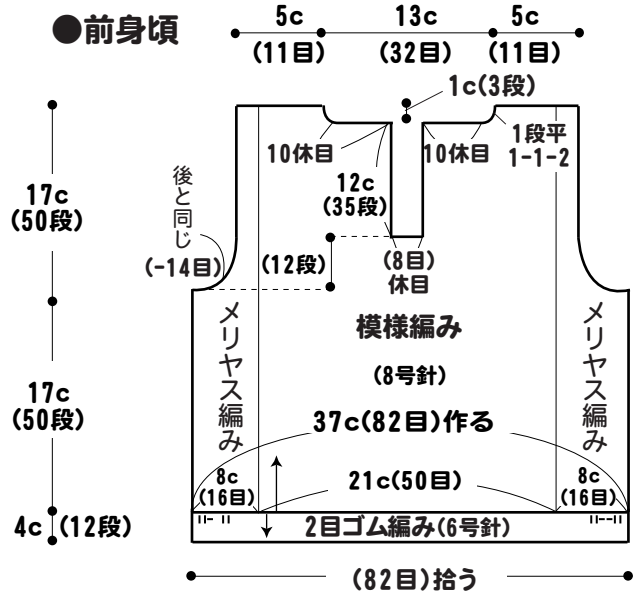 ●前身頃
5c
(11目)
13c
(32目)
5c
(11目)
1c(3段)
10休目
10休目
1段平
1-1-2
12c
(35段)
17c
(50段)
後と同じ
(-14目)
(12段)
(8目)
休目
メリヤス編み
模様編み
(8号針)
メリヤス編み
17c
(50段)
37c(82目)作る
8c
(16目)
21c(50目)
8c
(16目)
4c (12段)
2目ゴム編み(6号針)
(82目)拾う